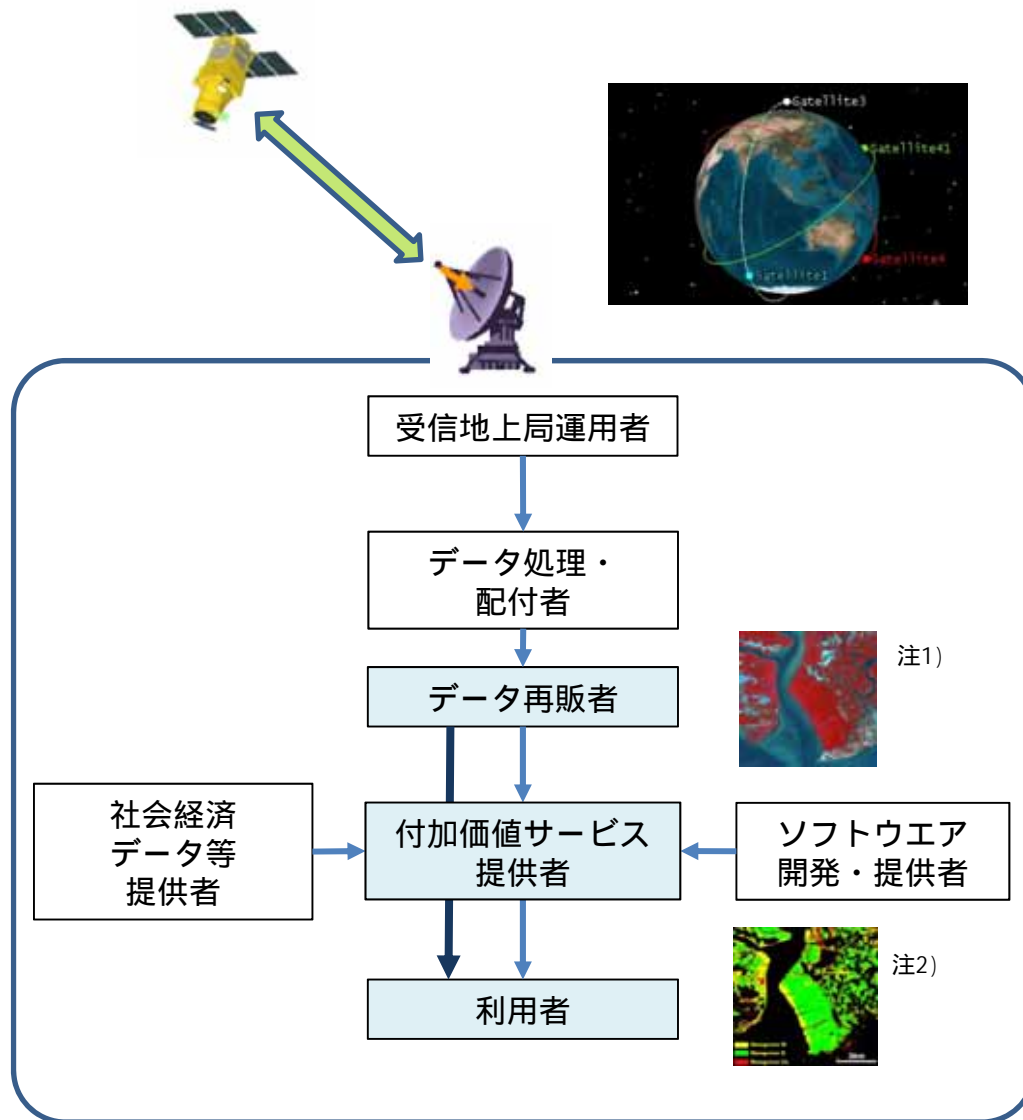 Satellite3
Satellite41
Satellite4
Satellite1
受信地上局運用者
データ処理・
配付者
データ再販者
注1)
社会経済
データ等
提供者
付加価値サービス
提供者
ソフトウエア
開発・提供者
注2)
利用者